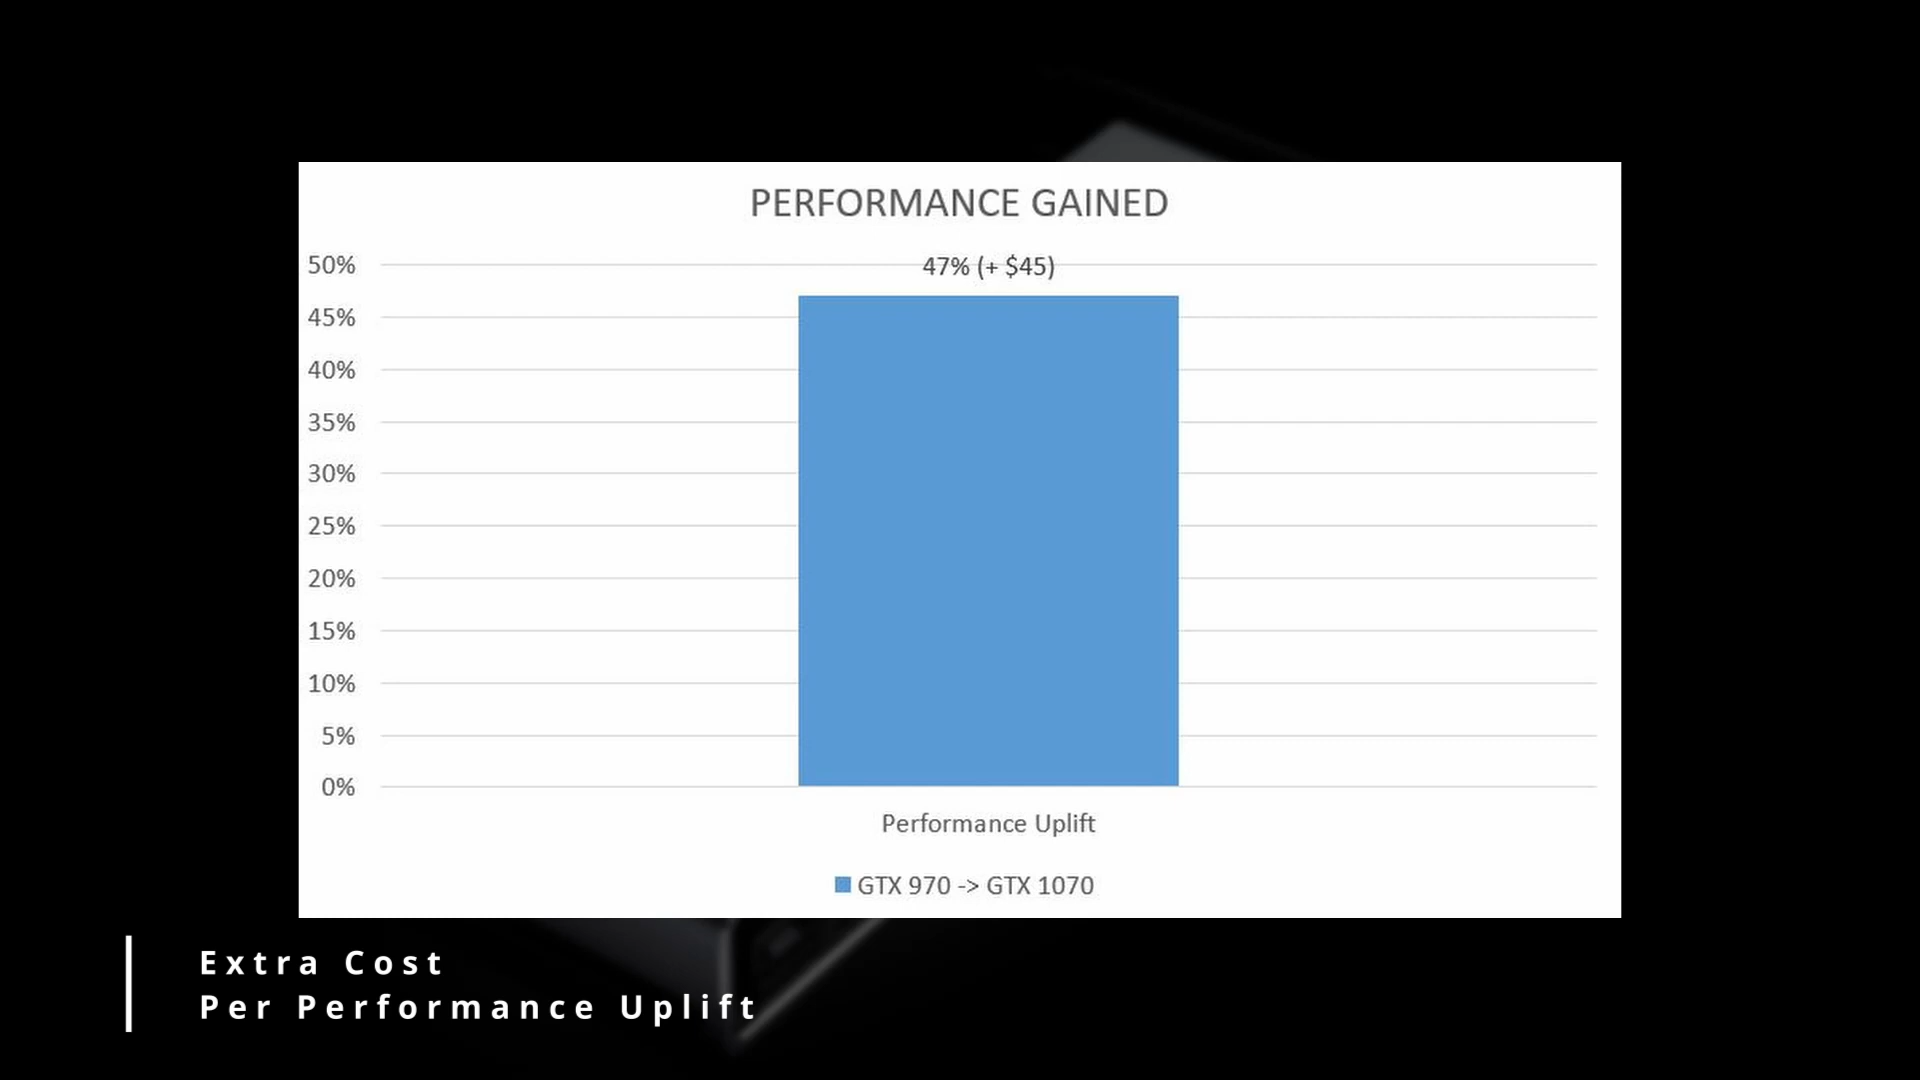 PERFORMANCE GAINED
47% (+ $45)
50%
45%
40%
35%
30%
25%
20%
15%
10%
5%
0%
Performance Uplift
GTX 970 -> GTX 1070
Extra Cost
Per Performance Uplift